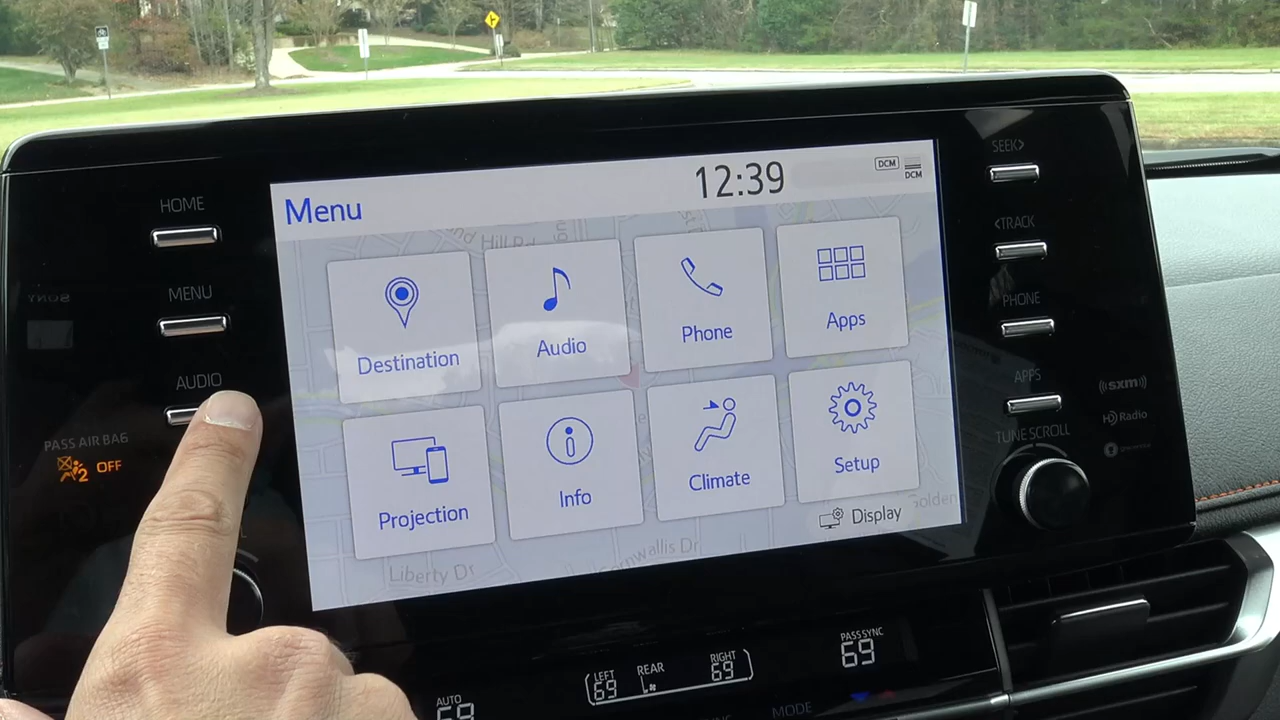 HOME
MENU
AUDIO
PASS AIR BAG
2 OFF
Menu
12:39
DCM
DCM
Hill Rd
Destination
Audio
Phone
Apps
Projection
Info
Climate
Setup
Display
Liberty Dr
Golden
SEEK>
<TRACK
PHONE
APPS
TUNE SCROLL
((sxm))
HD Radio
AUTO
69
LEFT
69
REAR
RIGHT
69
PASS SYNC
69
MODE